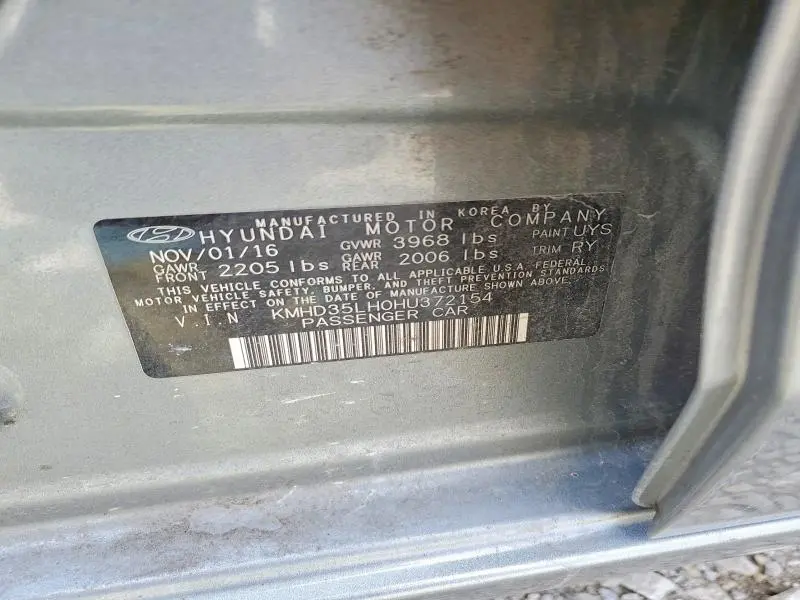 MANUFACTURED IN KOREA BY
HYUNDAI MOTOR COMPANY
NOV/01/16 GVWR 3968 lbs PAINT UYS
GAWR FRONT 2205 lbs GAWR REAR 2006 lbs TRIM RY
THIS VEHICLE CONFORMS TO ALL APPLICABLE U.S.A. FEDERAL
MOTOR VEHICLE SAFETY, BUMPER, AND THEFT PREVENTION STANDARDS
IN EFFECT ON THE DATE OF MANUFACTURE SHOWN ABOVE.
V.I.N KMHD35LH0HU372154
PASSENGER CAR